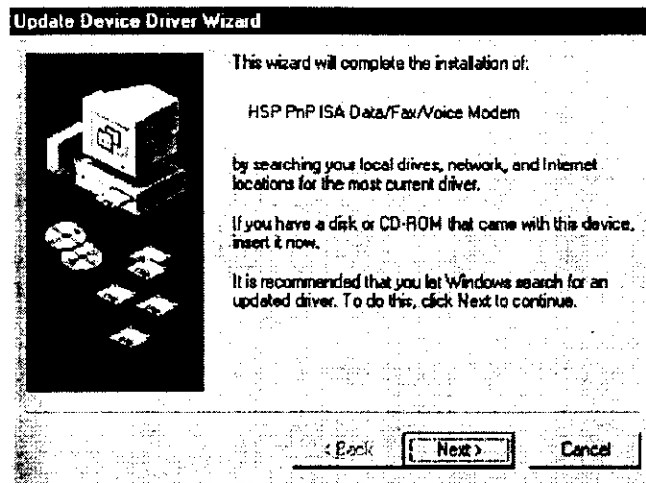 Update Device Driver Wizard
This wizard will complete the installation of:
HSP PnP ISA Data/Fax/Voice Modem
by searching your local drives, network, and Internet
locations for the most current driver.
If you have a disk or CD-ROM that came with this device,
insert it now.
It is recommended that you let Windows search for an
updated driver. To do this, click Next to continue.
< Back Next > Cancel